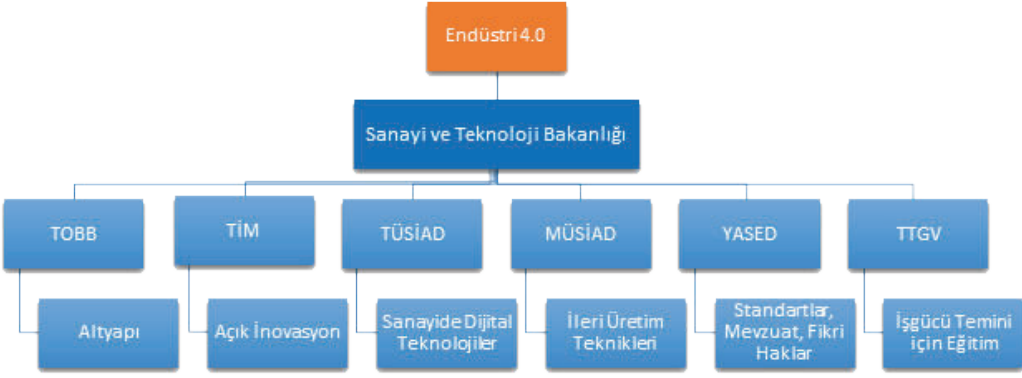 Endüstri 4.0
Sanayi ve Teknoloji Bakanlığı
TOBB
TİM
TÜSİAD
MÜSİAD
YASED
TTGV
Altyapı
Açık İnovasyon
Sanayide Dijital
Teknolojiler
İleri Üretim
Teknikleri
Standartlar,
Mevzuat, Fikri
Haklar
İşgücü Temini
için Eğitim